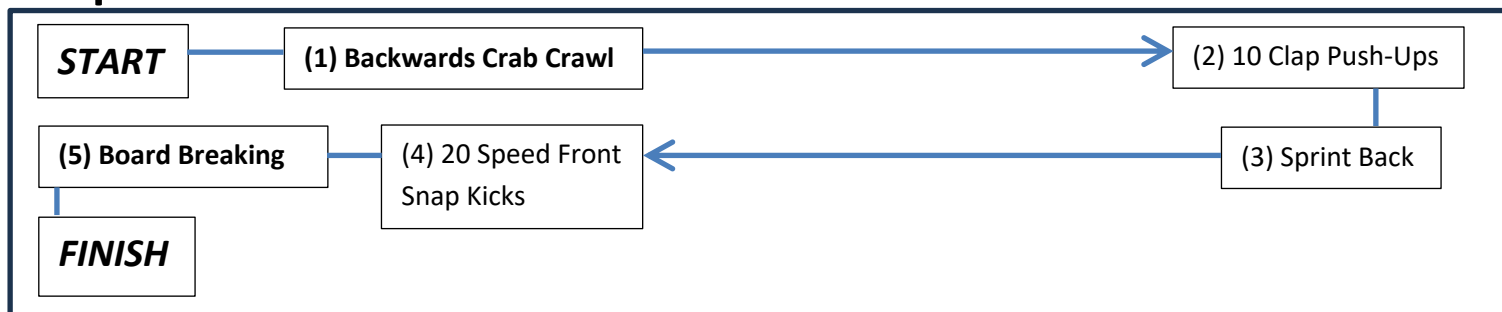 START
(1) Backwards Crab Crawl
(2) 10 Clap Push-Ups
(3) Sprint Back
(4) 20 Speed Front
Snap Kicks
(5) Board Breaking
FINISH